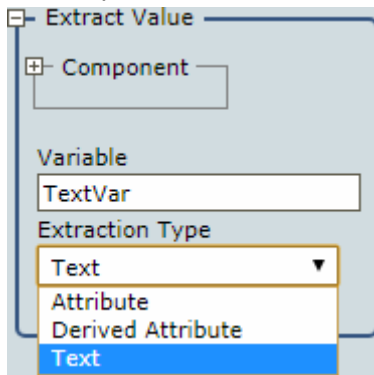 Extract Value
Component
Variable
TextVar
Extraction Type
Text
Attribute
Derived Attribute
Text